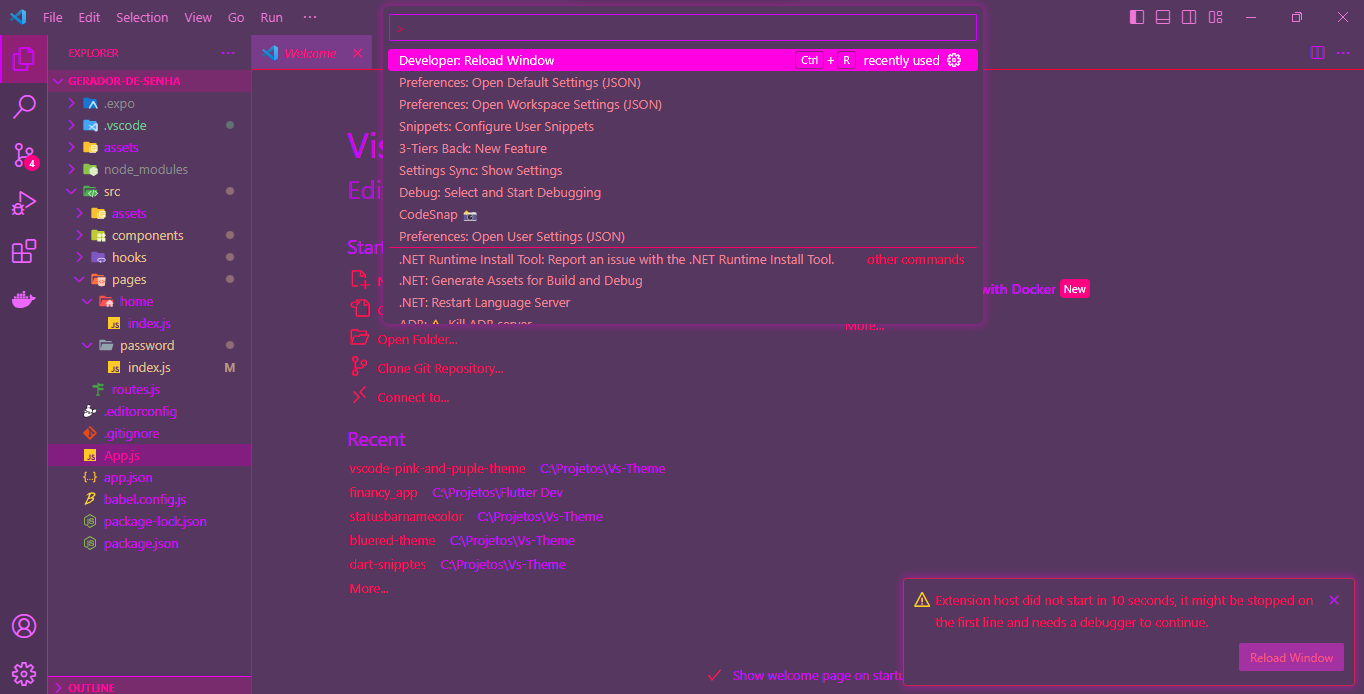 File Edit Selection View Go Run ···
>
EXPLORER ···
Welcome
GERADOR-DE-SENHA
.expo
.vscode
assets
node_modules
src
assets
components
hooks
pages
home
JS index.js
password
JS index.js M
routes.js
.editorconfig
.gitignore
JS App.js
{..} app.json
babel.config.js
package-lock.json
package.json
OUTLINE
4
Developer: Reload Window Ctrl + R recently used
Preferences: Open Default Settings (JSON)
Preferences: Open Workspace Settings (JSON)
Snippets: Configure User Snippets
3-Tiers Back: New Feature
Settings Sync: Show Settings
Debug: Select and Start Debugging
CodeSnap 📸
Preferences: Open User Settings (JSON)
.NET Runtime Install Tool: Report an issue with the .NET Runtime Install Tool. other commands
.NET: Generate Assets for Build and Debug
.NET: Restart Language Server
ADB: ⚠ Kill ADB server
Vis
Edi
Star
with Docker New
More...
Open Folder...
Clone Git Repository...
Connect to...
Recent
vscode-pink-and-puple-theme C:\Projetos\Vs-Theme
financy_app C:\Projetos\Flutter Dev
statusbarnamecolor C:\Projetos\Vs-Theme
bluered-theme C:\Projetos\Vs-Theme
dart-snipptes C:\Projetos\Vs-Theme
More...
Show welcome page on startu
Extension host did not start in 10 seconds, it might be stopped on
the first line and needs a debugger to continue.
Reload Window